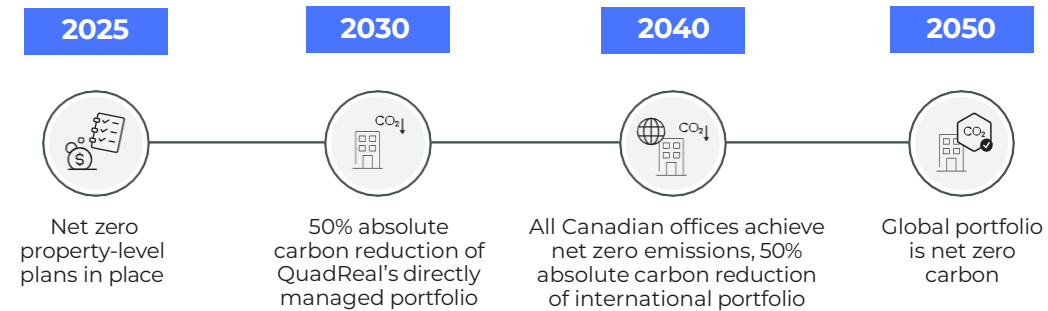 2025
2030
2040
2050
$
CO₂
CO₂
CO₂
Net zero
property-level
plans in place
50% absolute
carbon reduction of
QuadReal's directly
managed portfolio
All Canadian offices achieve
net zero emissions, 50%
absolute carbon reduction
of international portfolio
Global portfolio
is net zero
carbon